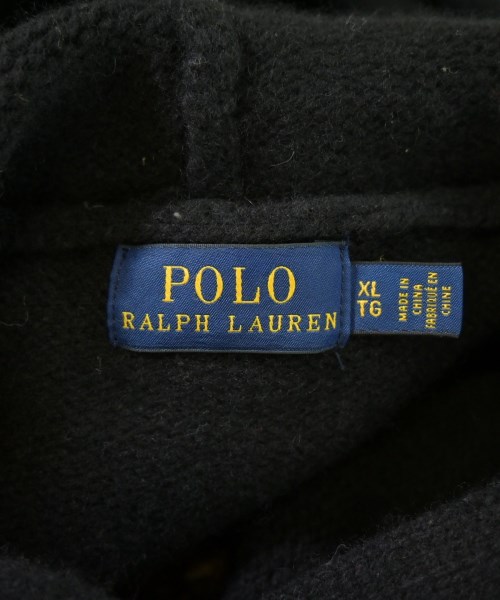 POLO
RALPH LAUREN
XL
TG
MADE IN
CHINA
FABRIQUÉ EN
CHINE